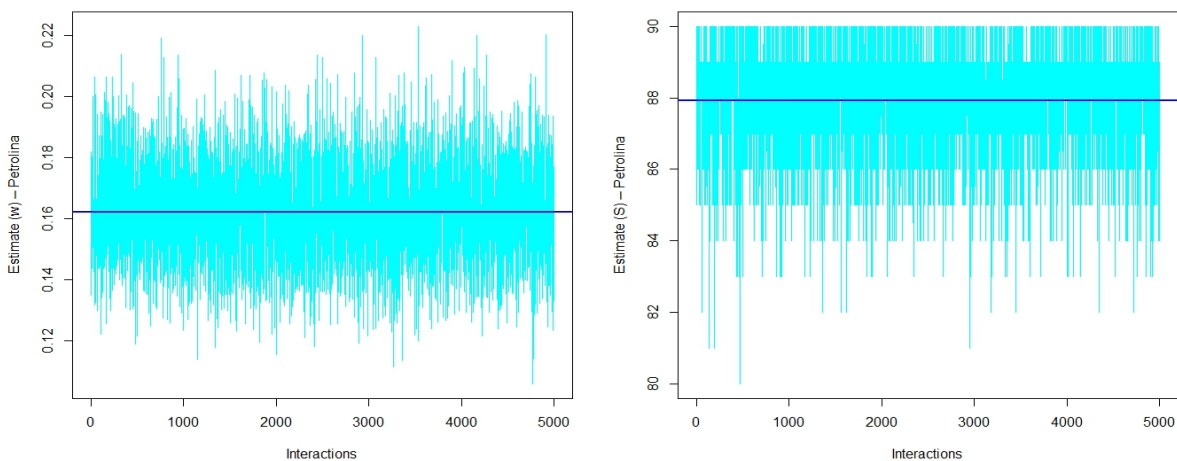 Estimate (w) – Petrolina
0.22
0.20
0.18
0.16
0.14
0.12
0 1000 2000 3000 4000 5000
Interactions
Estimate (S) – Petrolina
90
88
86
84
82
80
0 1000 2000 3000 4000 5000
Interactions